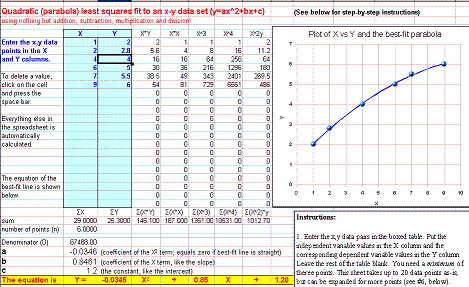 Quadratic (parabola) least squares fit to an x-y data set (y=ax^2+bx+c)
using nothing but addition, subtraction, multiplication and division!
(See below for step-by-step instructions)
X Y X*Y X*X X^3 X^4 X^2y
Enter the x,y data 1 2 2 1 1 1 2
points in the X 2 2.8 5.6 4 8 16 11.2
and Y columns. 4 4 16 16 64 256 64
6 5 30 36 216 1296 180
To delete a value, 7 5.5 38.5 49 343 2401 269.5
click on the cell 9 6 54 81 729 6561 486
and press the 0 0 0 0 0
space bar. 0 0 0 0 0
0 0 0 0 0
Everything else in 0 0 0 0 0
the spreadsheet is 0 0 0 0 0
automatically 0 0 0 0 0
calculated. 0 0 0 0 0
0 0 0 0 0
0 0 0 0 0
0 0 0 0 0
The equation of the 0 0 0 0 0
best-fit line is shown 0 0 0 0 0
below. 0 0 0 0 0
0 0 0 0 0
ΣX ΣY Σ(X*Y) Σ(X*X) Σ(X^3) Σ(X^4) Σ(X^2)*y
sum 29.0000 25.3000 146.100 187.0000 1361.00 10531.00 1012.70
number of points (n) 6.0000
Denominator (D) 67488.00
a -0.0346 (coefficient of the X² term; equals zero if best-fit line is straight)
b 0.8461 (coefficient of the X term, like the slope)
c 1.2 (the constant, like the intercept)
The equation is Y = -0.0346 X² + 0.85 X + 1.20
Plot of X vs Y and the best-fit parabola
7
6
5
4
3
2
1
0
Y
0 1 2 3 4 5 6 7 8 9 10
X
Instructions:
1. Enter the x,y data pairs in the boxed table. Put the
independent variable values in the X column and the
corresponding dependent variable values in the Y column.
Leave the rest of the table blank. You need a minimum of
theree points. This sheet takes up to 20 data points as-is,
but can be expanded for more points (see #6, below).